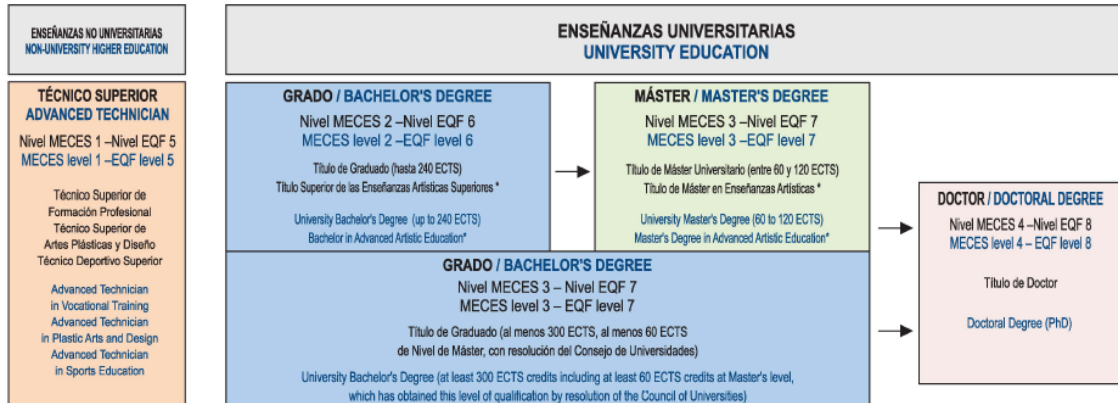 ENSEÑANZAS NO UNIVERSITARIAS
NON-UNIVERSITY HIGHER EDUCATION
ENSEÑANZAS UNIVERSITARIAS
UNIVERSITY EDUCATION
TÉCNICO SUPERIOR
ADVANCED TECHNICIAN
Nivel MECES 1 –Nivel EQF 5
MECES level 1 –EQF level 5
Técnico Superior de
Formación Profesional
Técnico Superior de
Artes Plásticas y Diseño
Técnico Deportivo Superior
Advanced Technician
in Vocational Training
Advanced Technician
in Plastic Arts and Design
Advanced Technician
in Sports Education
GRADO / BACHELOR'S DEGREE
Nivel MECES 2 –Nivel EQF 6
MECES level 2 –EQF level 6
Título de Graduado (hasta 240 ECTS)
Título Superior de las Enseñanzas Artísticas Superiores *
University Bachelor's Degree (up to 240 ECTS)
Bachelor in Advanced Artistic Education*
MÁSTER / MASTER'S DEGREE
Nivel MECES 3 –Nivel EQF 7
MECES level 3 –EQF level 7
Título de Máster Universitario (entre 60 y 120 ECTS)
Título de Máster en Enseñanzas Artísticas *
University Master's Degree (60 to 120 ECTS)
Master's Degree in Advanced Artistic Education*
GRADO / BACHELOR'S DEGREE
Nivel MECES 3 – Nivel EQF 7
MECES level 3 – EQF level 7
Título de Graduado (al menos 300 ECTS, al menos 60 ECTS
de Nivel de Máster, con resolución del Consejo de Universidades)
University Bachelor's Degree (at least 300 ECTS credits including at least 60 ECTS credits at Master's level,
which has obtained this level of qualification by resolution of the Council of Universities)
DOCTOR / DOCTORAL DEGREE
Nivel MECES 4 –Nivel EQF 8
MECES level 4 – EQF level 8
Título de Doctor
Doctoral Degree (PhD)